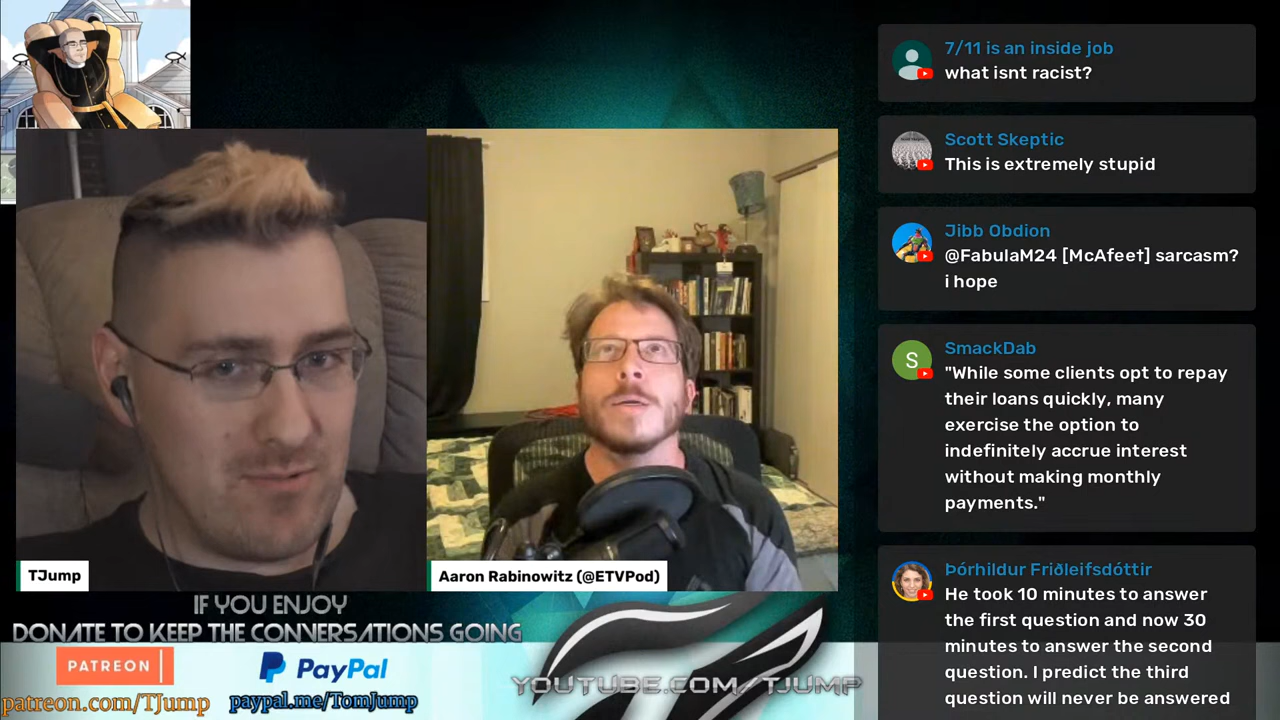 7/11 is an inside job
what isnt racist?
Scott Skeptic
This is extremely stupid
Jibb Obdion
@FabulaM24 [McAfeet] sarcasm?
i hope
S
SmackDab
"While some clients opt to repay
their loans quickly, many
exercise the option to
indefinitely accrue interest
without making monthly
payments."
Þórhildur Friðleifsdóttir
He took 10 minutes to answer
the first question and now 30
minutes to answer the second
question. I predict the third
question will never be answered
TJump
Aaron Rabinowitz (@ETVPod)
IF YOU ENJOY
DONATE TO KEEP THE CONVERSATIONS GOING
PATREON
PayPal
patreon.com/TJump
paypal.me/TomJump
YOUTUBE.COM/TJUMP